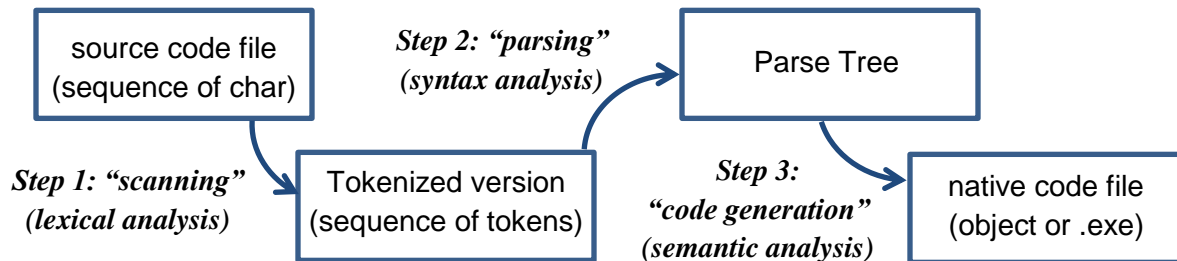 source code file
(sequence of char)
Step 1: “scanning”
(lexical analysis)
Tokenized version
(sequence of tokens)
Step 2: “parsing”
(syntax analysis)
Parse Tree
Step 3:
“code generation”
(semantic analysis)
native code file
(object or .exe)